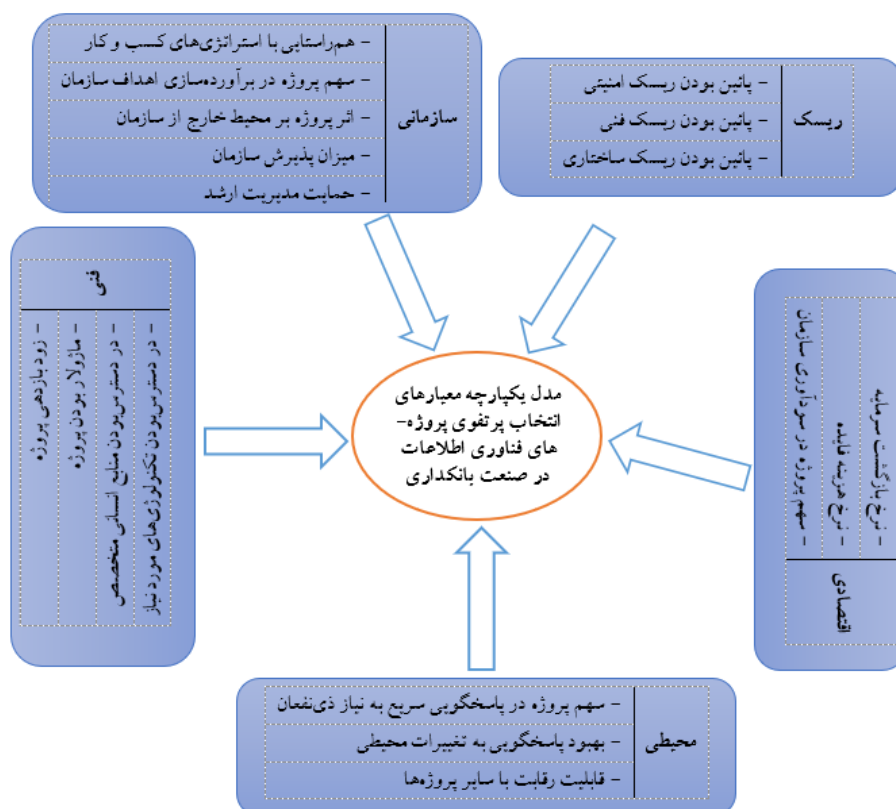 سازمانی
- هم‌راستایی با استراتژی‌های کسب و کار
- سهم پروژه در برآورده‌سازی اهداف سازمان
- اثر پروژه بر محیط خارج از سازمان
- میزان پذیرش سازمان
- حمایت مدیریت ارشد
ریسک
- پائین بودن ریسک امنیتی
- پائین بودن ریسک فنی
- پائین بودن ریسک ساختاری
فنی
- در دسترس‌بودن تکنولوژی‌های مورد نیاز
- در دسترس‌بودن منابع انسانی متخصص
- ماژولار بودن پروژه
- زودبازدهی پروژه
مدل یکپارچه معیارهای
انتخاب پرتفوی پروژه-
های فناوری اطلاعات
در صنعت بانکداری
اقتصادی
- نرخ بازگشت سرمایه
- نرخ هزینه فایده
- سهم پروژه در سودآوری سازمان
محیطی
- سهم پروژه در پاسخگویی سریع به نیاز ذی‌نفعان
- بهبود پاسخگویی به تغییرات محیطی
- قابلیت رقابت با سایر پروژه‌ها